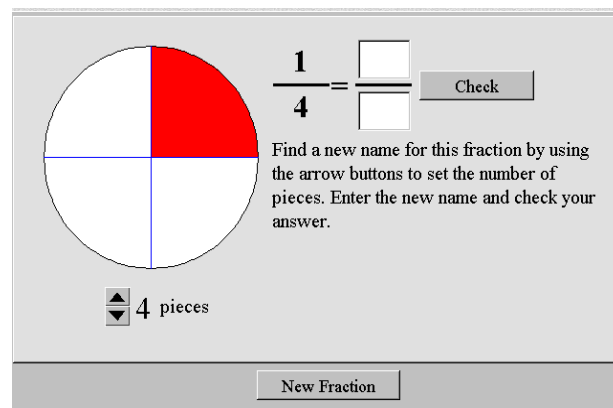 1/4 =
Check
Find a new name for this fraction by using
the arrow buttons to set the number of
pieces. Enter the new name and check your
answer.
4 pieces
New Fraction